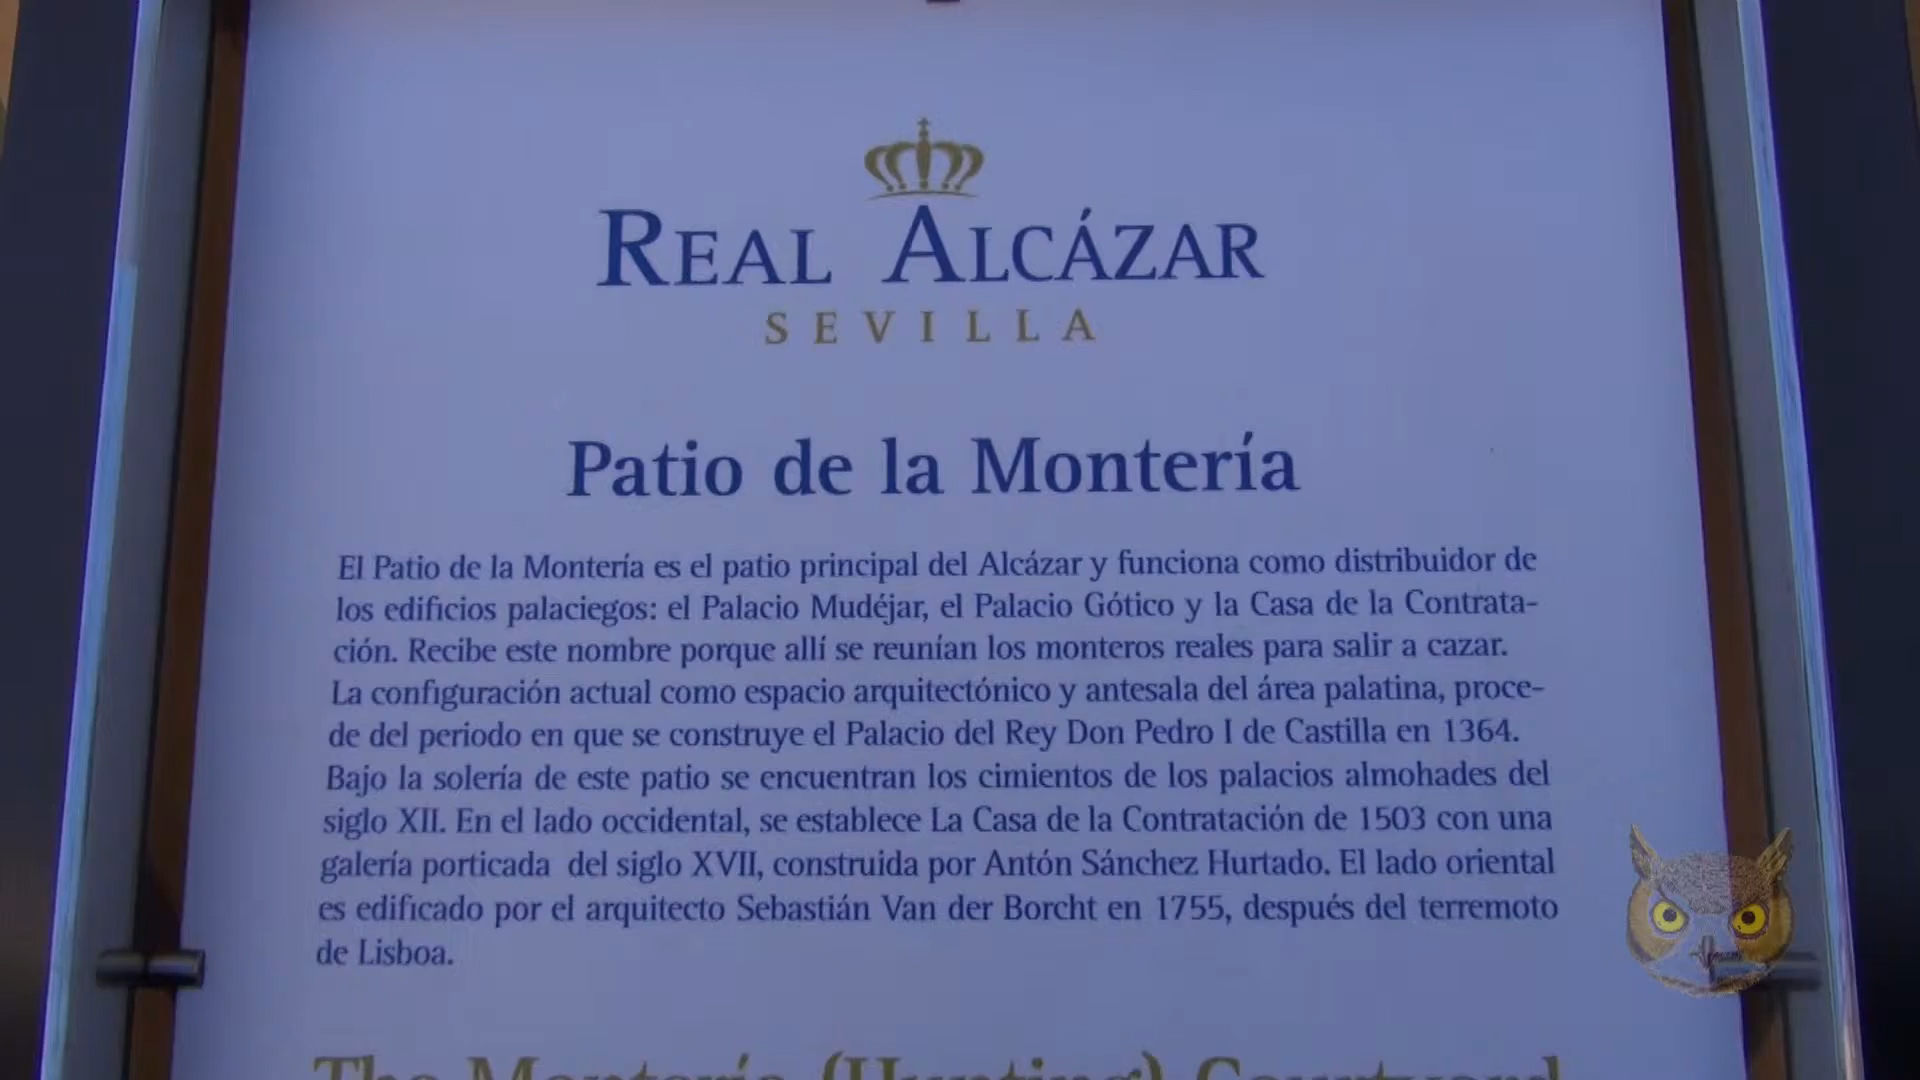 REAL ALCÁZAR
SEVILLA
Patio de la Montería
El Patio de la Montería es el patio principal del Alcázar y funciona como distribuidor de
los edificios palaciegos: el Palacio Mudéjar, el Palacio Gótico y la Casa de la Contrata-
ción. Recibe este nombre porque allí se reunían los monteros reales para salir a cazar.
La configuración actual como espacio arquitectónico y antesala del área palatina, proce-
de del periodo en que se construye el Palacio del Rey Don Pedro I de Castilla en 1364.
Bajo la solería de este patio se encuentran los cimientos de los palacios almohades del
siglo XII. En el lado occidental, se establece La Casa de la Contratación de 1503 con una
galería porticada del siglo XVII, construida por Antón Sánchez Hurtado. El lado oriental
es edificado por el arquitecto Sebastián Van der Borcht en 1755, después del terremoto
de Lisboa.
The Montería (Hunting) Courtyard